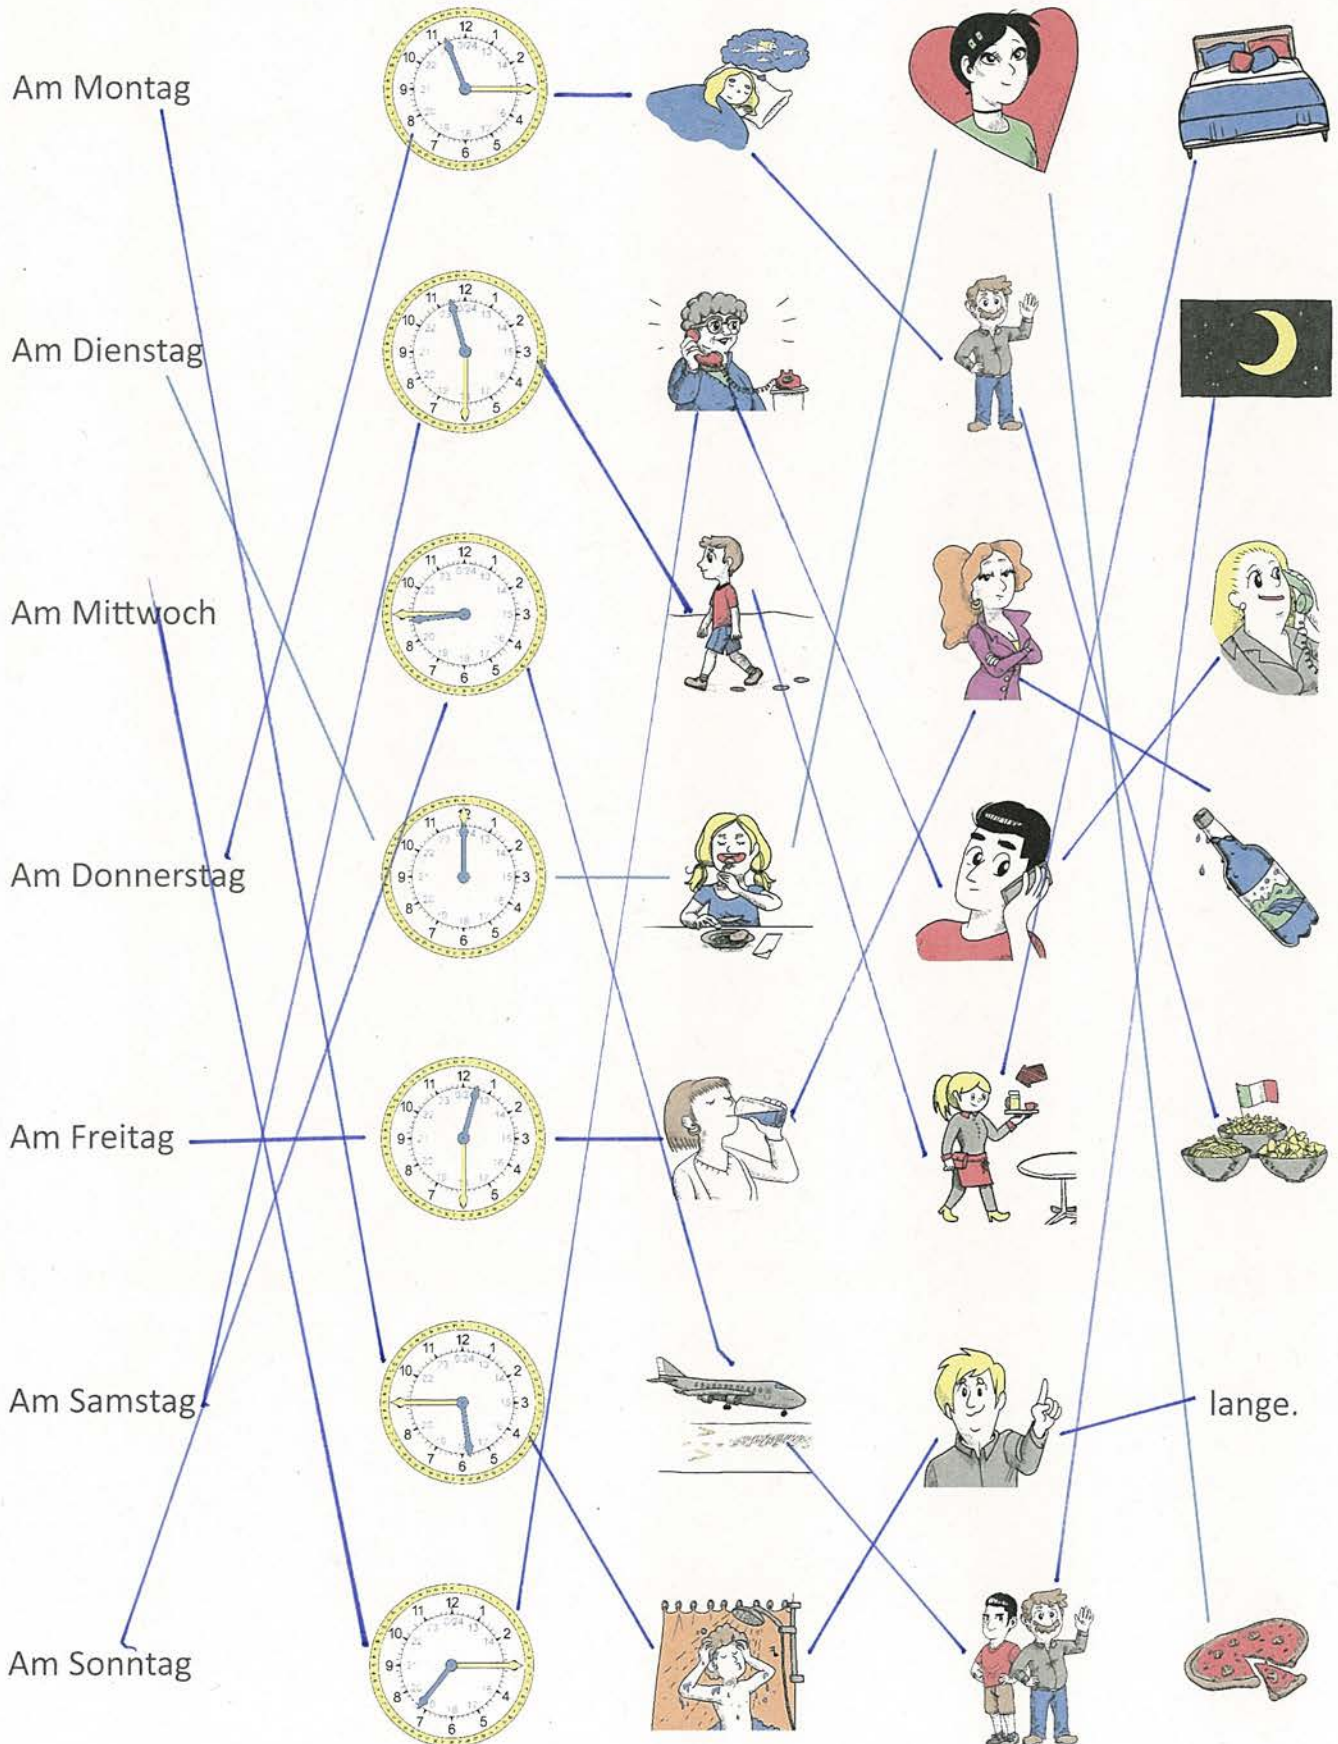 Am Montag
Am Dienstag
Am Mittwoch
Am Donnerstag
Am Freitag
Am Samstag
lange.
Am Sonntag